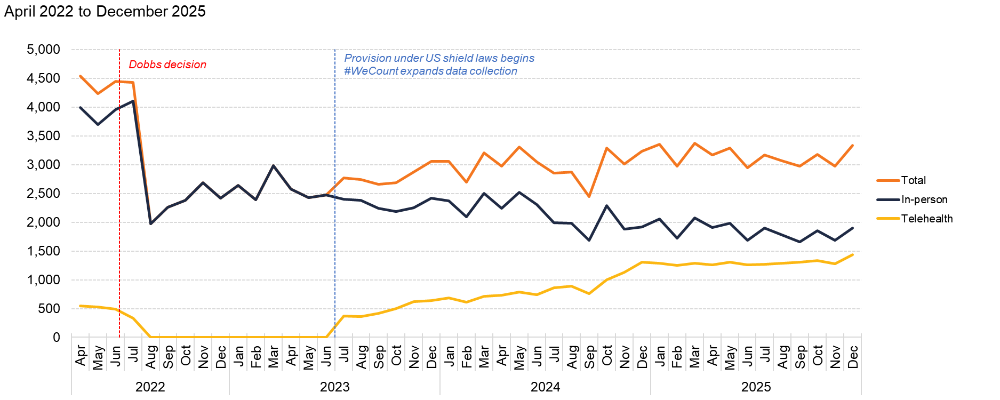 April 2022 to December 2025
5,000
4,500
4,000
3,500
3,000
2,500
2,000
1,500
1,000
500
0
Dobbs decision
Provision under US shield laws begins
#WeCount expands data collection
Total
In-person
Telehealth
Apr May Jun Jul Aug Sep Oct Nov Dec Jan Feb Mar Apr May Jun Jul Aug Sep Oct Nov Dec Jan Feb Mar Apr May Jun Jul Aug Sep Oct Nov Dec Jan Feb Mar Apr May Jun Jul Aug Sep Oct Nov Dec
2022 2023 2024 2025